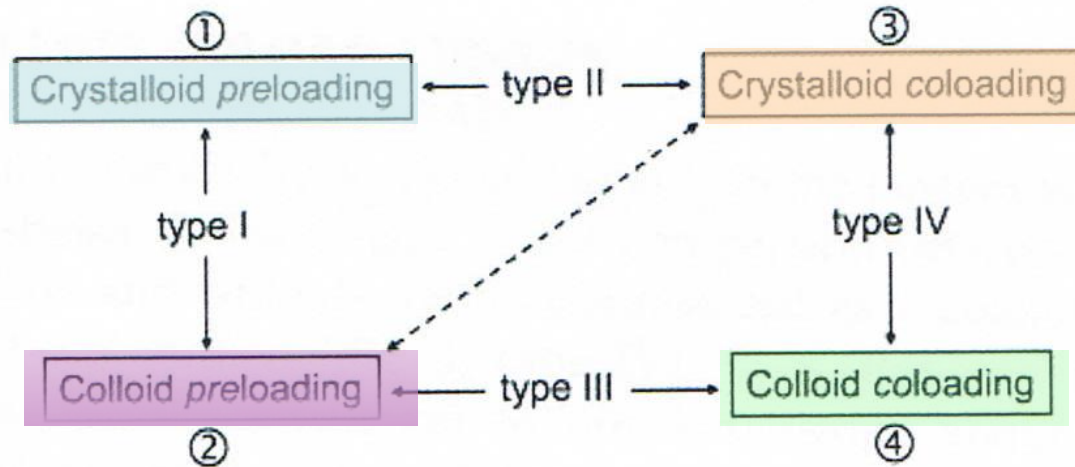 ① ③
Crystalloid preloading type II Crystalloid coloading
type I type IV
Colloid preloading type III Colloid coloading
② ④